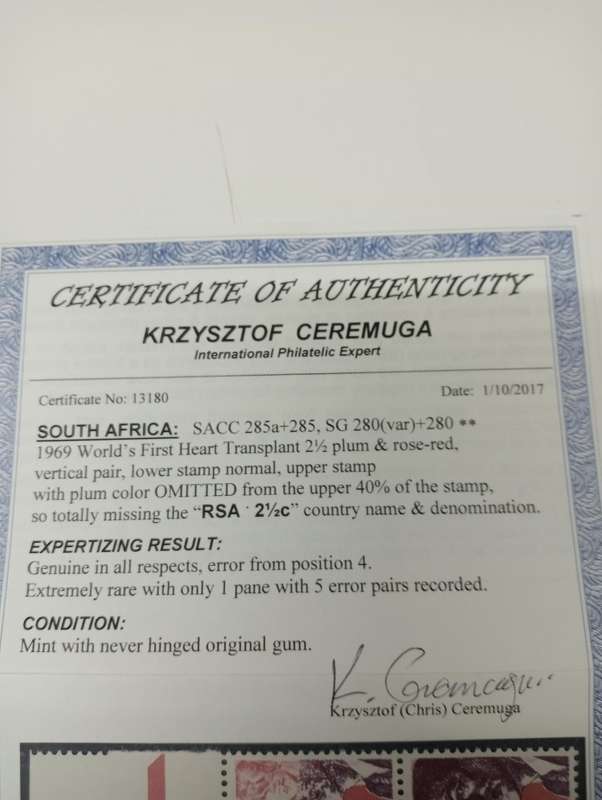 CERTIFICATE OF AUTHENTICITY
KRZYSZTOF CEREMUGA
International Philatelic Expert
Certificate No: 13180 Date: 1/10/2017
SOUTH AFRICA: SACC 285a+285, SG 280(var)+280 **
1969 World's First Heart Transplant 2½ plum & rose-red,
vertical pair, lower stamp normal, upper stamp
with plum color OMITTED from the upper 40% of the stamp,
so totally missing the "RSA · 2½c" country name & denomination.
EXPERTIZING RESULT:
Genuine in all respects, error from position 4.
Extremely rare with only 1 pane with 5 error pairs recorded.
CONDITION:
Mint with never hinged original gum.
K. Ceremuga
Krzysztof (Chris) Ceremuga